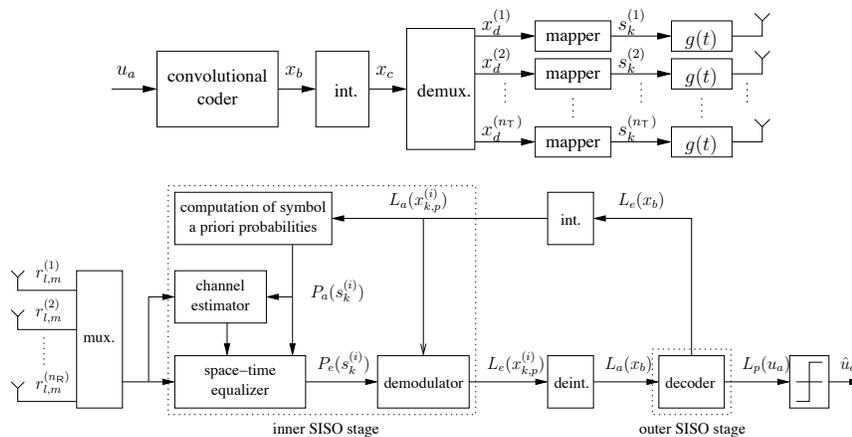 x_d^{(1)} s_k^{(1)}
mapper g(t)
u_a convolutional coder x_b int. x_c demux.
x_d^{(2)} s_k^{(2)}
mapper g(t)
x_d^{(n_T)} s_k^{(n_T)}
mapper g(t)
computation of symbol
a priori probabilities
L_a(x_{k,p}^{(i)})
int.
L_e(x_b)
r_{l,m}^{(1)}
r_{l,m}^{(2)}
r_{l,m}^{(n_R)}
mux.
channel
estimator
P_a(s_k^{(i)})
space-time
equalizer
P_e(s_k^{(i)})
demodulator
L_e(x_{k,p}^{(i)})
deint.
L_a(x_b)
decoder
L_p(u_a)
û_a
inner SISO stage
outer SISO stage